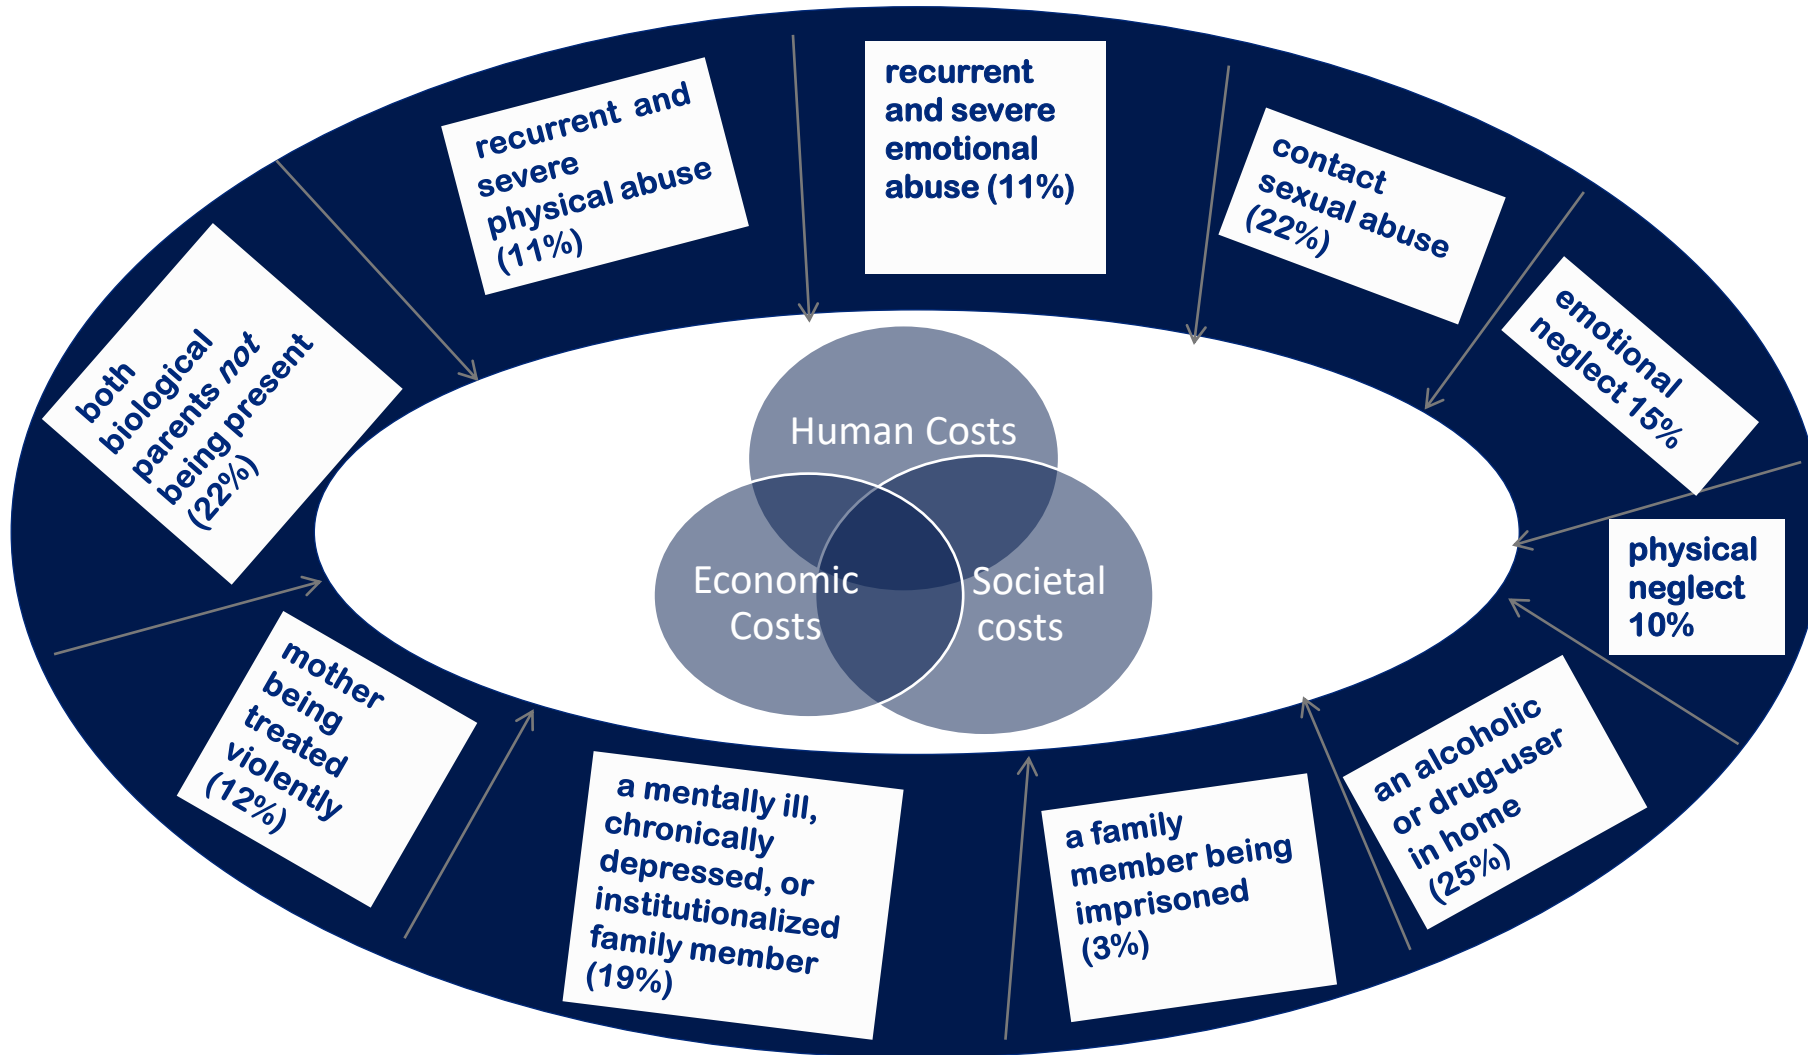 recurrent and
severe
physical abuse
(11%)
recurrent
and severe
emotional
abuse (11%)
contact
sexual abuse
(22%)
emotional
neglect 15%
physical
neglect
10%
an alcoholic
or drug-user
in home
(25%)
a family
member being
imprisoned
(3%)
a mentally ill,
chronically
depressed, or
institutionalized
family member
(19%)
mother
being
treated
violently
(12%)
both
biological
parents not
being present
(22%)
Human Costs
Economic
Costs
Societal
costs